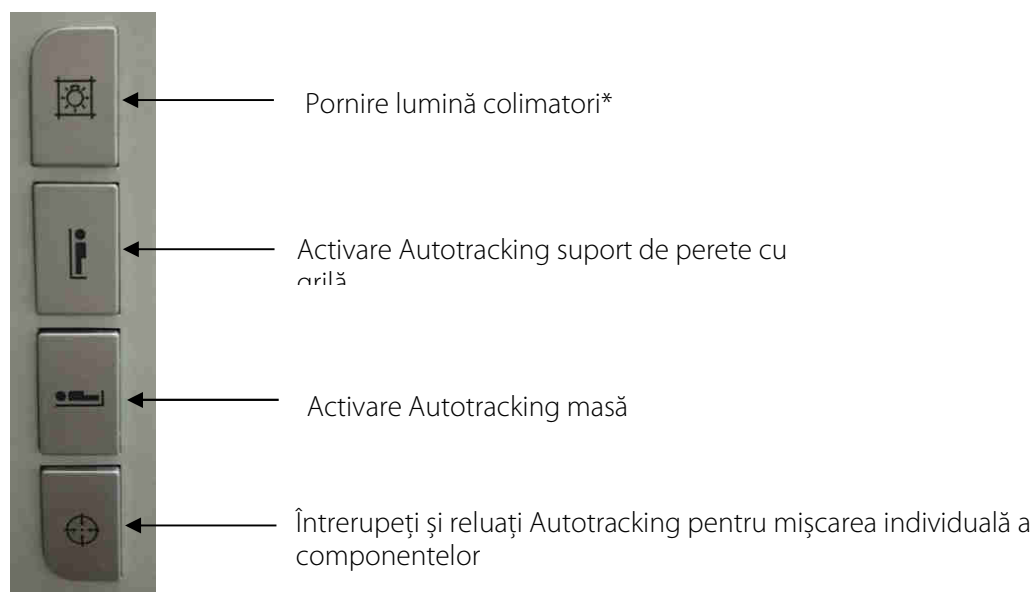 Pornire lumină colimatori*
Activare Autotracking suport de perete cu
grilă
Activare Autotracking masă
Întrerupeți și reluați Autotracking pentru mișcarea individuală a
componentelor